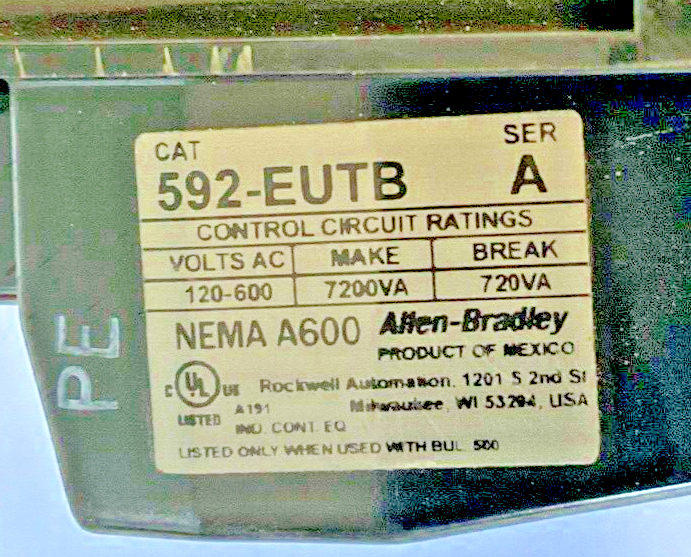 CAT SER
592-EUTB A
CONTROL CIRCUIT RATINGS
VOLTS AC MAKE BREAK
120-600 7200VA 720VA
NEMA A600 Allen-Bradley
PRODUCT OF MEXICO
PE
C UL US Rockwell Automation, 1201 S 2nd St
LISTED A191 Milwaukee, WI 53204, USA
IND. CONT. EQ
LISTED ONLY WHEN USED WITH BUL. 500